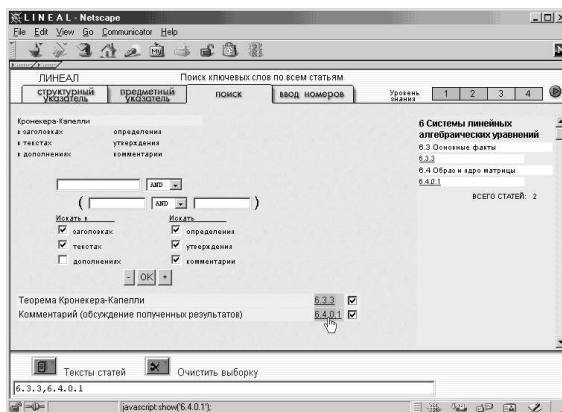 L I N E A L - Netscape
File Edit View Go Communicator Help
ЛИНЕАЛ Поиск ключевых слов по всем статьям
структурный указатель
предметный указатель
поиск
ввод номеров
Уровень знания
1 2 3 4
Кронекера-Капелли
в заголовках определения
в текстах утверждения
в дополнениях комментарии
AND
( AND )
Искать в Искать
заголовках определения
текстах утверждения
дополнениях комментарии
- OK +
Теорема Кронекера-Капелли 6.3.3
Комментарий (обсуждение полученных результатов) 6.4.0.1
6 Системы линейных
алгебраических уравнений
6.3 Основные факты
6.3.3
6.4 Образ и ядро матрицы
6.4.0.1
ВСЕГО СТАТЕЙ: 2
Тексты статей Очистить выборку
6.3.3,6.4.0.1
javascript:show('6.4.0.1');